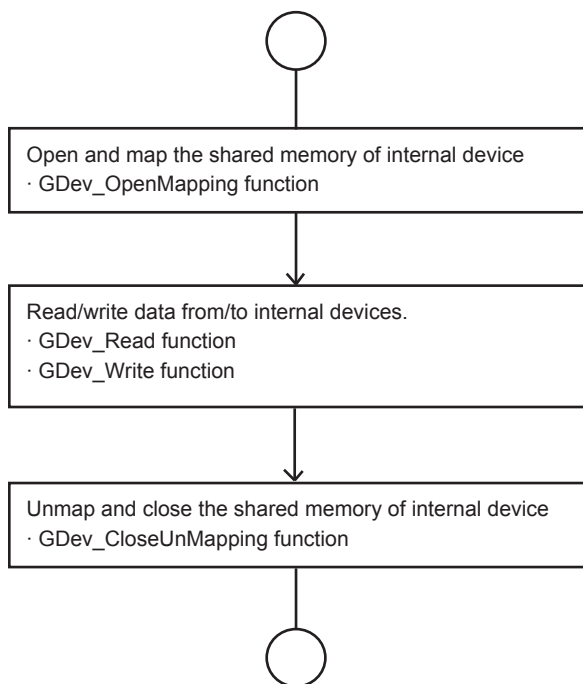 Open and map the shared memory of internal device
· GDev_OpenMapping function
Read/write data from/to internal devices.
· GDev_Read function
· GDev_Write function
Unmap and close the shared memory of internal device
· GDev_CloseUnMapping function